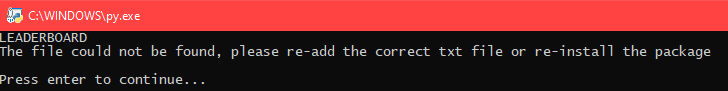 C:\WINDOWS\py.exe
LEADERBOARD
The file could not be found, please re-add the correct txt file or re-install the package
Press enter to continue...